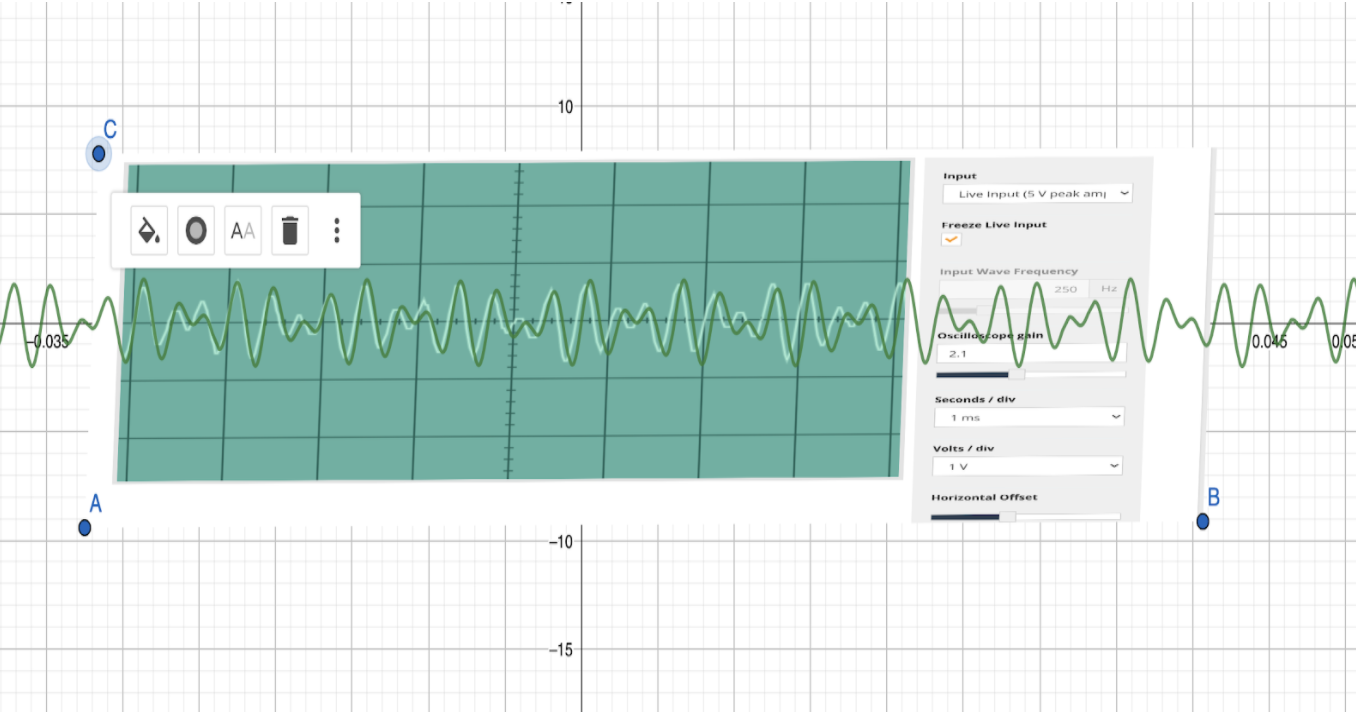 10
C
Input
Live Input (5 V peak amp
Freeze Live Input
AA
Input Wave Frequency
250 Hz
−0.035
Oscilloscope gain
0.045
0.05
2.1
Seconds / div
1 ms
Volts / div
1 V
A
Horizontal Offset
B
−10
−15